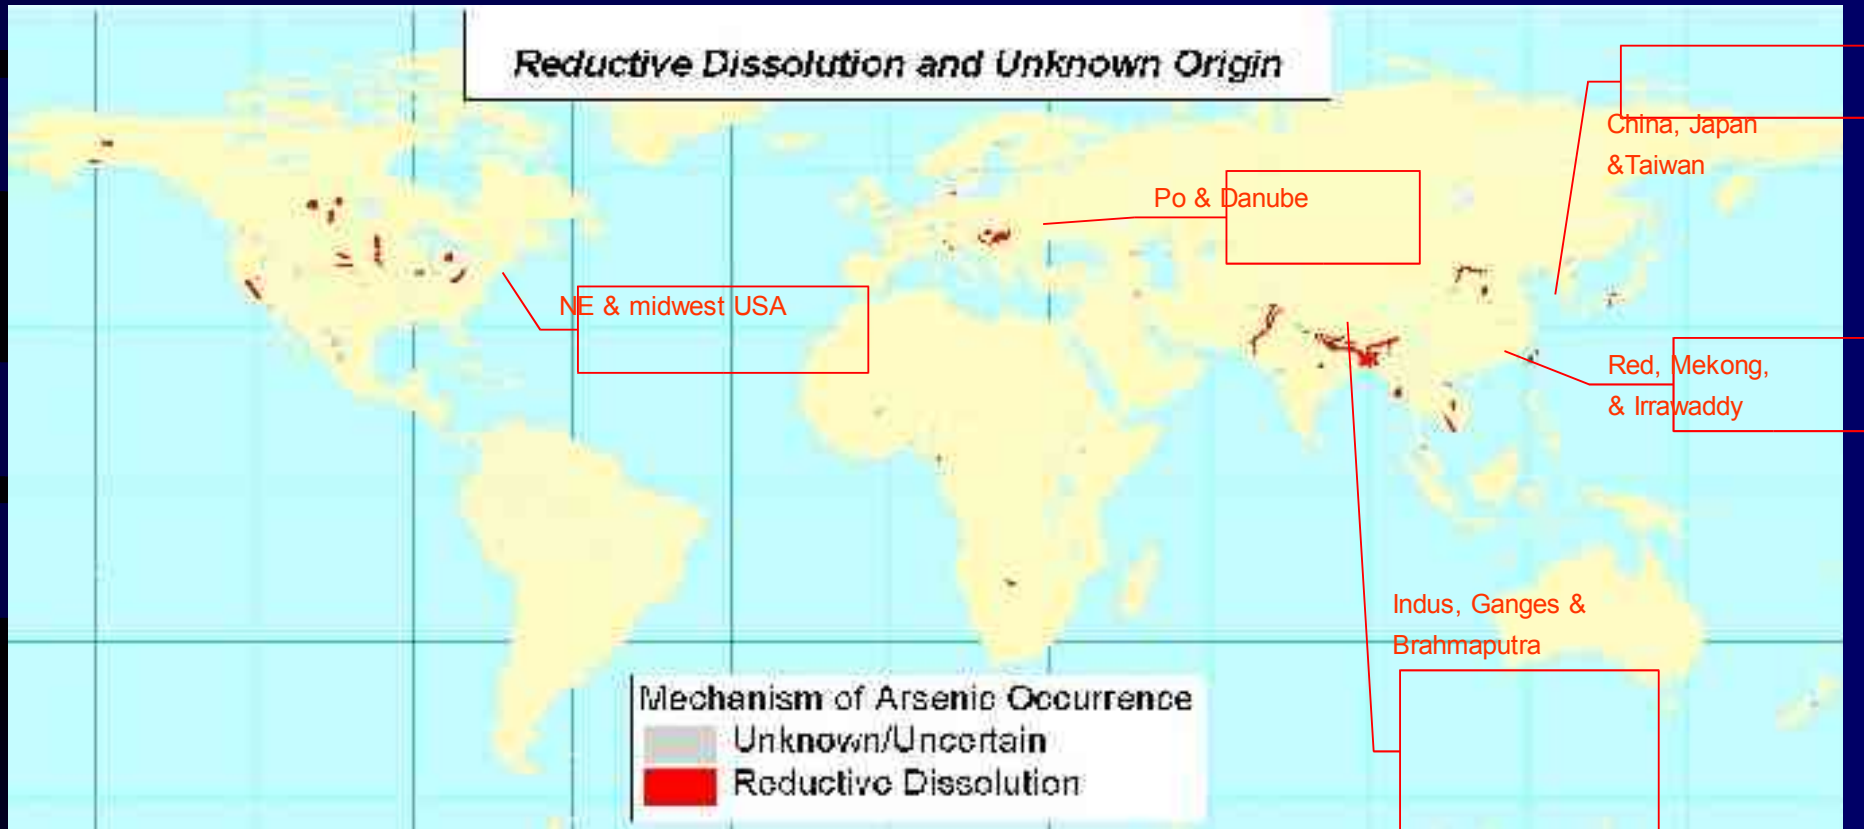 Reductive Dissolution and Unknown Origin
China, Japan
&Taiwan
Po & Danube
NE & midwest USA
Red, Mekong,
& Irrawaddy
Indus, Ganges &
Brahmaputra
Mechanism of Arsenic Occurrence
Unknown/Uncertain
Reductive Dissolution